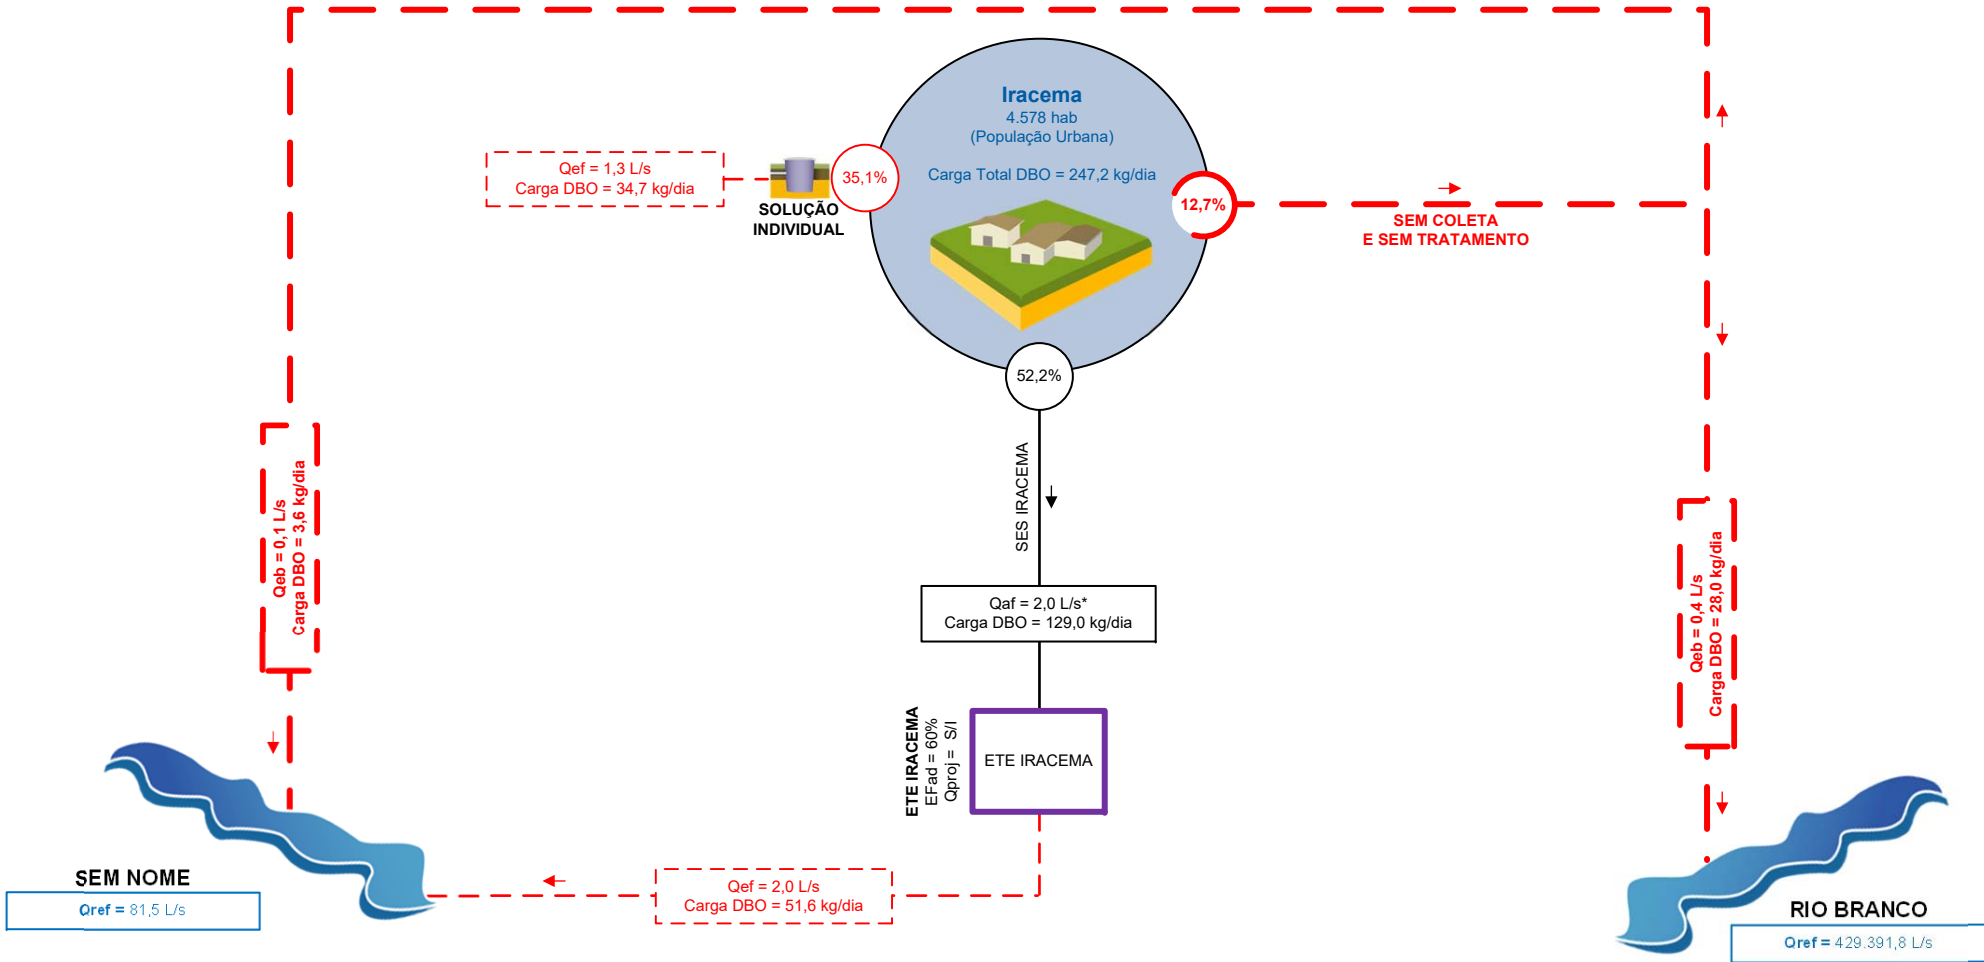 Iracema
4.578 hab
(População Urbana)
Carga Total DBO = 247,2 kg/dia
Qef = 1,3 L/s
Carga DBO = 34,7 kg/dia
35,1%
SOLUÇÃO
INDIVIDUAL
12,7%
SEM COLETA
E SEM TRATAMENTO
52,2%
SES IRACEMA
Qeb = 0,1 L/s
Carga DBO = 3,6 kg/dia
Qeb = 0,4 L/s
Carga DBO = 28,0 kg/dia
Qaf = 2,0 L/s*
Carga DBO = 129,0 kg/dia
ETE IRACEMA
EFad = 60%
Qproj = S/I
ETE IRACEMA
Qef = 2,0 L/s
Carga DBO = 51,6 kg/dia
SEM NOME
Qref = 81,5 L/s
RIO BRANCO
Qref = 429.391,8 L/s